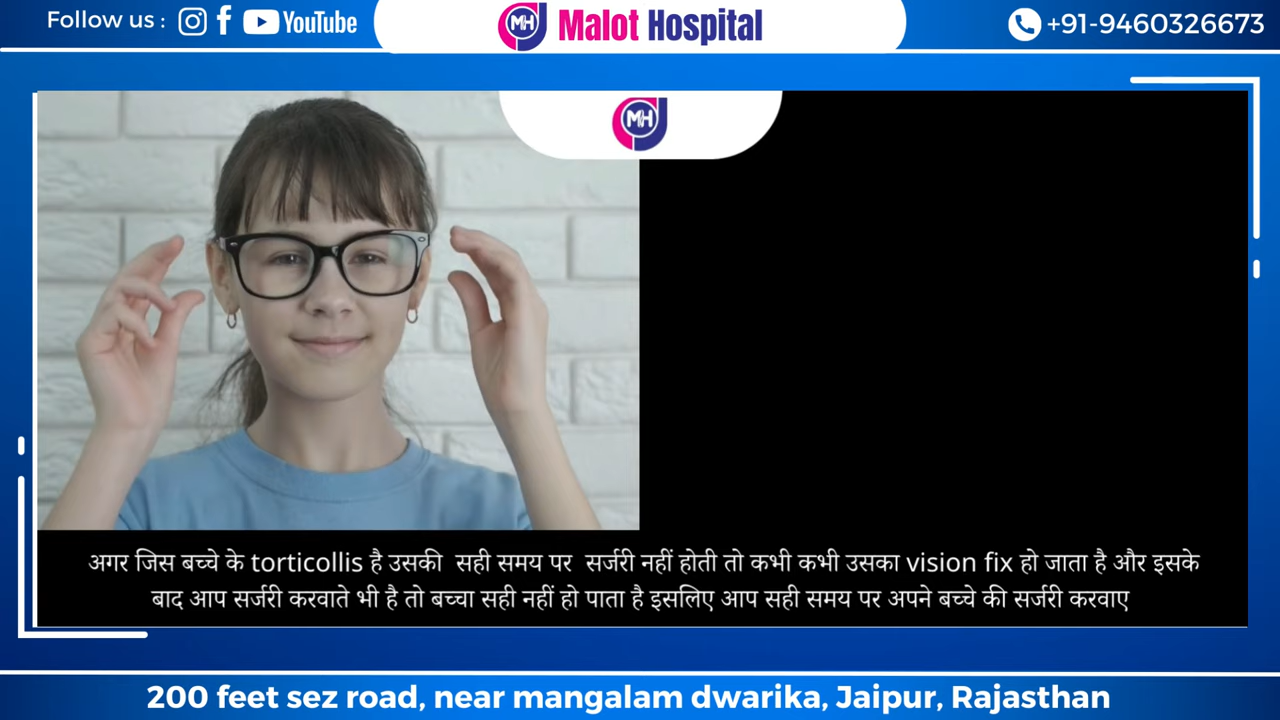 Follow us :
YouTube
MH
Malot Hospital
+91-9460326673
MH
अगर जिस बच्चे के torticollis है उसकी सही समय पर सर्जरी नहीं होती तो कभी कभी उसका vision fix हो जाता है और इसके
बाद आप सर्जरी करवाते भी है तो बच्चा सही नहीं हो पाता है इसलिए आप सही समय पर अपने बच्चे की सर्जरी करवाए
200 feet sez road, near mangalam dwarika, Jaipur, Rajasthan